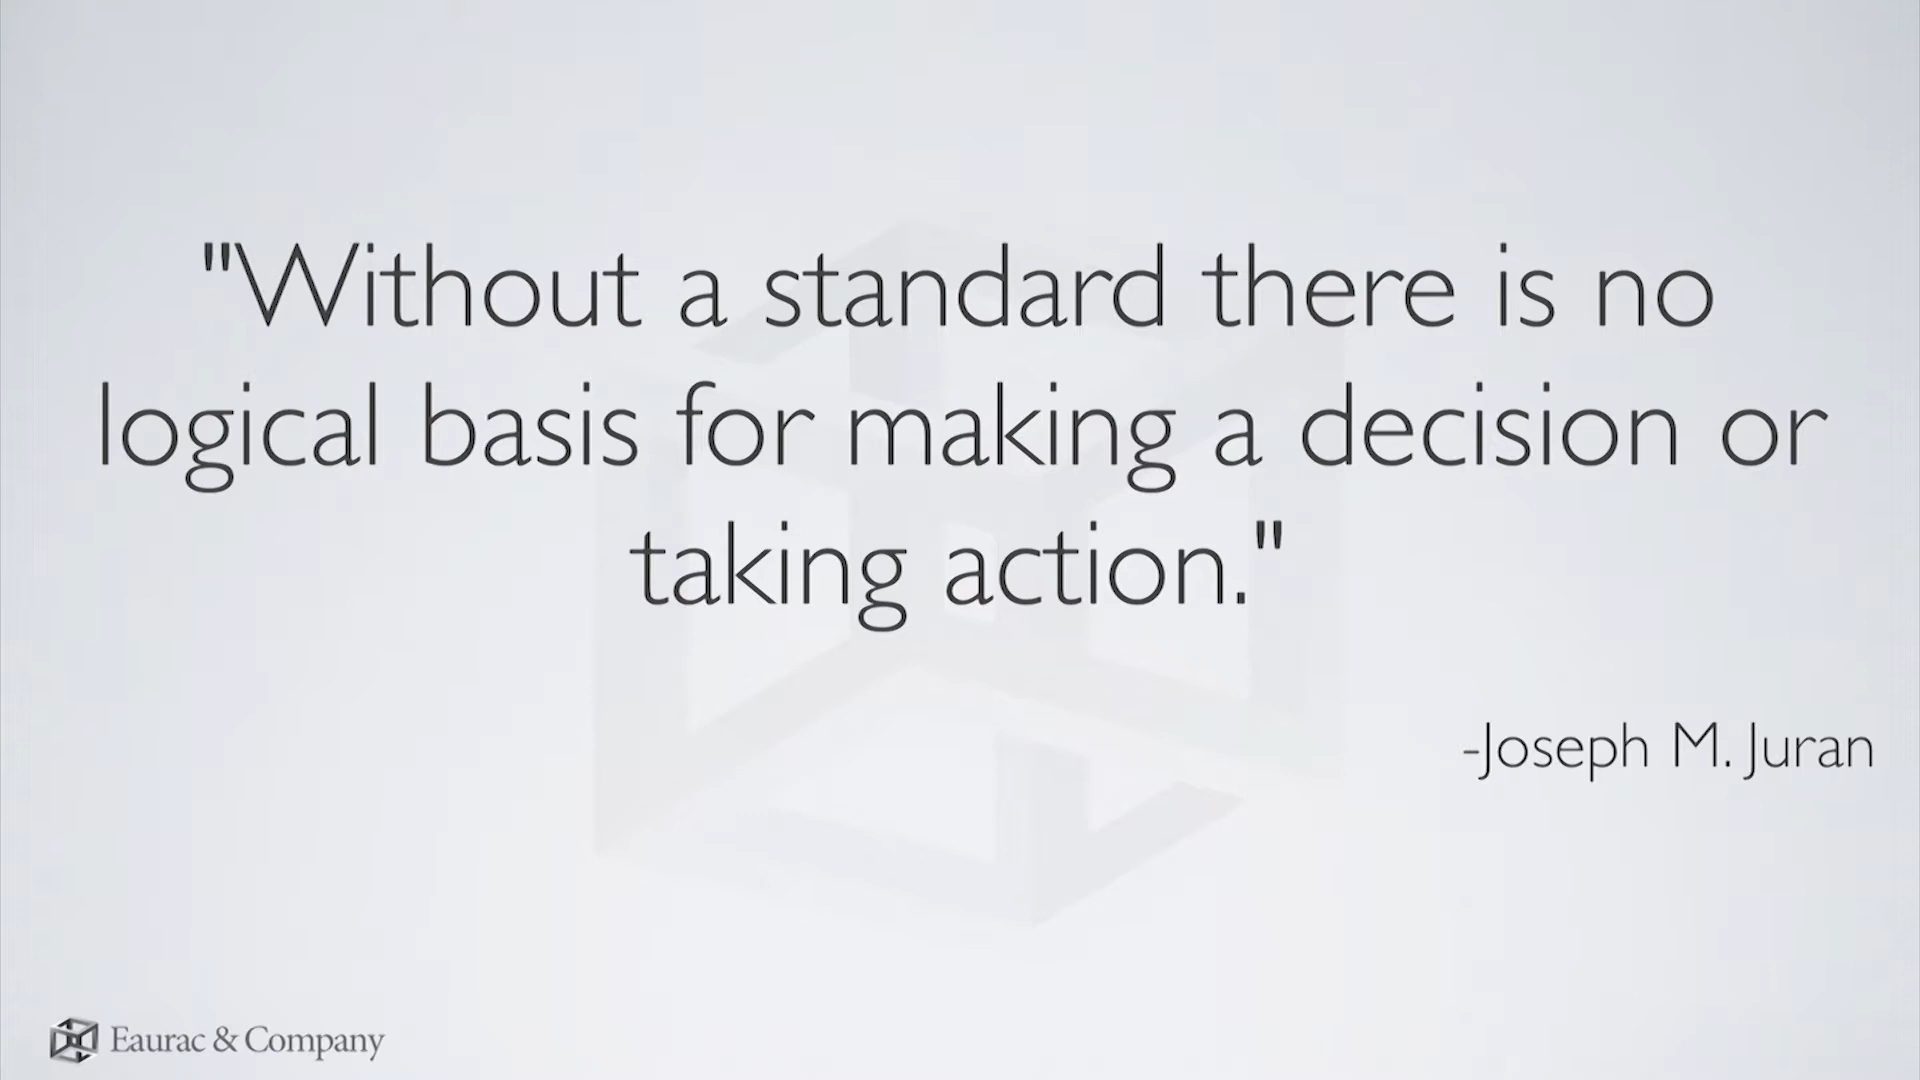 "Without a standard there is no
logical basis for making a decision or
taking action."
-Joseph M. Juran
Eaurac & Company